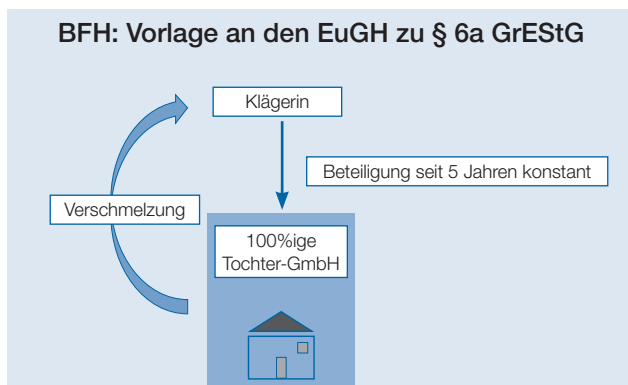 BFH: Vorlage an den EuGH zu § 6a GrEStG
Klägerin
Beteiligung seit 5 Jahren konstant
Verschmelzung
100%ige
Tochter-GmbH